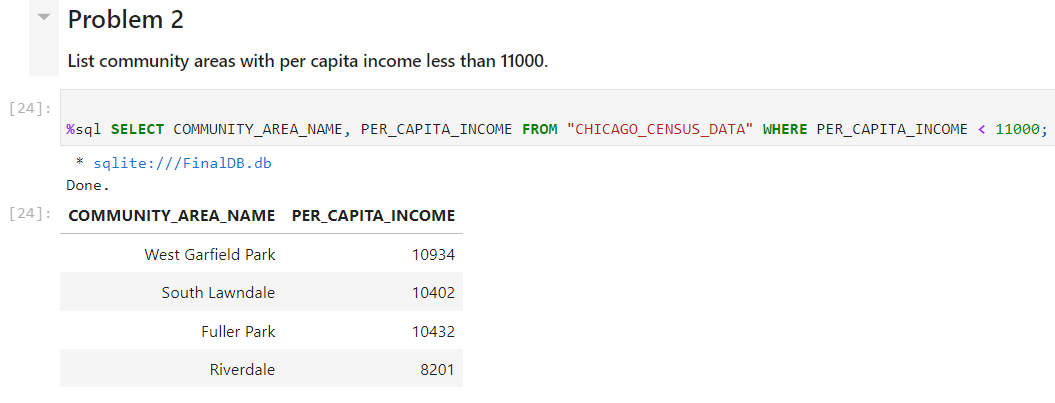 Problem 2
List community areas with per capita income less than 11000.
[24]:
%sql SELECT COMMUNITY_AREA_NAME, PER_CAPITA_INCOME FROM "CHICAGO_CENSUS_DATA" WHERE PER_CAPITA_INCOME < 11000;
* sqlite:///FinalDB.db
Done.
[24]: COMMUNITY_AREA_NAME PER_CAPITA_INCOME
West Garfield Park 10934
South Lawndale 10402
Fuller Park 10432
Riverdale 8201